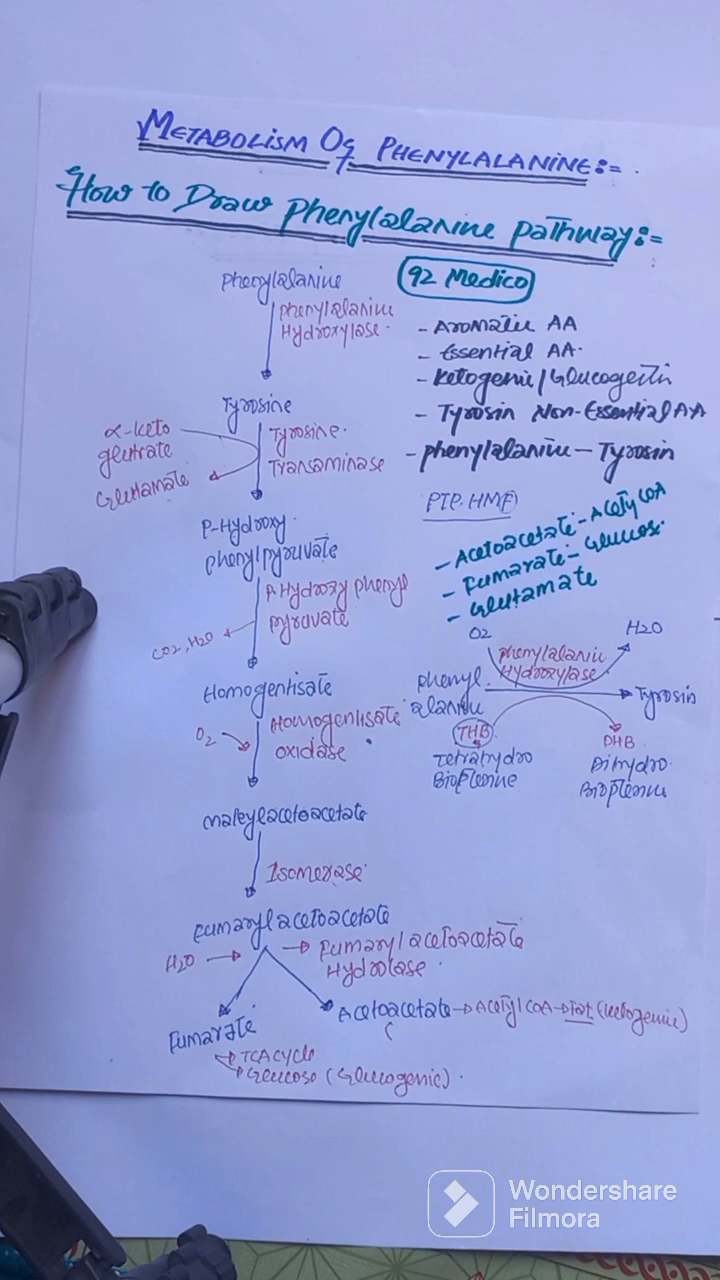 METABOLISM OF PHENYLALANINE:=.
How to Draw Phenylalanine pathway:=
92 Medico
phenylalanine
phenylalanine
Hydroxylase.
Tyrosine
α-keto
glutrate
Glutamate
Tyrosine.
Transaminase
P-Hydroxy.
phenylpyruvate
P Hydroxy phenyl
pyruvate
CO2, H2O
Homogentisate
O2
Homogentisate
oxidase.
maleylacetoacetate
Isomerase.
Fumarylacetoacetate
H2O
Fumarylacetoacetate
Hydrolase.
Fumarate
TCA cycle
Glucose (Glucogenic).
Acetoacetate → Acetyl COA → Fat (ketogenic)
- Aromatic AA
- Essential AA.
- Ketogenic/Glucogenic
- Tyrosin Non-Essential AA
- phenylalanine - Tyrosin
PTP.HMF
- Acetoacetate - Acety COA
- Fumarate - Glucose.
- Glutamate
O2
H2O
phenylalanin
Hydroxylase.
phenyl
alanine
Tyrosin
THB
Tetrahydro
Biopterine
DHB
Dihydro.
Biopterine
Wondershare
Filmora